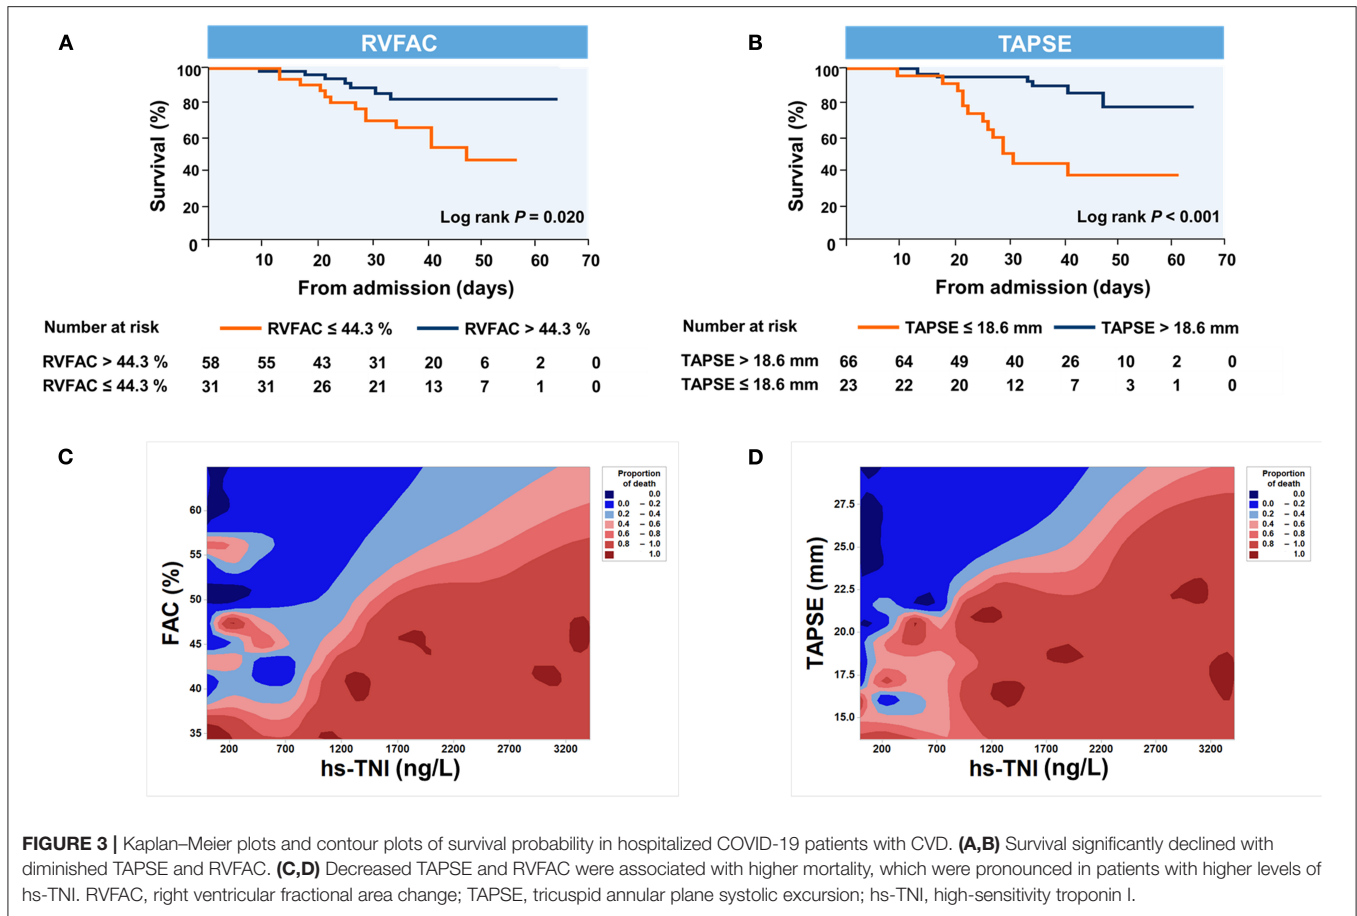 A
RVFAC
100
80
60
40
20
0
Survival (%)
Log rank P = 0.020
10 20 30 40 50 60 70
From admission (days)
Number at risk
RVFAC ≤ 44.3 %
RVFAC > 44.3 %
RVFAC > 44.3 % 58 55 43 31 20 6 2 0
RVFAC ≤ 44.3 % 31 31 26 21 13 7 1 0
B
TAPSE
100
80
60
40
20
0
Survival (%)
Log rank P < 0.001
10 20 30 40 50 60 70
From admission (days)
Number at risk
TAPSE ≤ 18.6 mm
TAPSE > 18.6 mm
TAPSE > 18.6 mm 66 64 49 40 26 10 2 0
TAPSE ≤ 18.6 mm 23 22 20 12 7 3 1 0
C
60
55
50
45
40
35
FAC (%)
200 700 1200 1700 2200 2700 3200
hs-TNI (ng/L)
Proportion
of death
0.0
0.0 – 0.2
0.2 – 0.4
0.4 – 0.6
0.6 – 0.8
0.8 – 1.0
1.0
D
27.5
25.0
22.5
20.0
17.5
15.0
TAPSE (mm)
200 700 1200 1700 2200 2700 3200
hs-TNI (ng/L)
Proportion
of death
0.0
0.0 – 0.2
0.2 – 0.4
0.4 – 0.6
0.6 – 0.8
0.8 – 1.0
1.0
FIGURE 3 | Kaplan–Meier plots and contour plots of survival probability in hospitalized COVID-19 patients with CVD. (A,B) Survival significantly declined with
diminished TAPSE and RVFAC. (C,D) Decreased TAPSE and RVFAC were associated with higher mortality, which were pronounced in patients with higher levels of
hs-TNI. RVFAC, right ventricular fractional area change; TAPSE, tricuspid annular plane systolic excursion; hs-TNI, high-sensitivity troponin I.